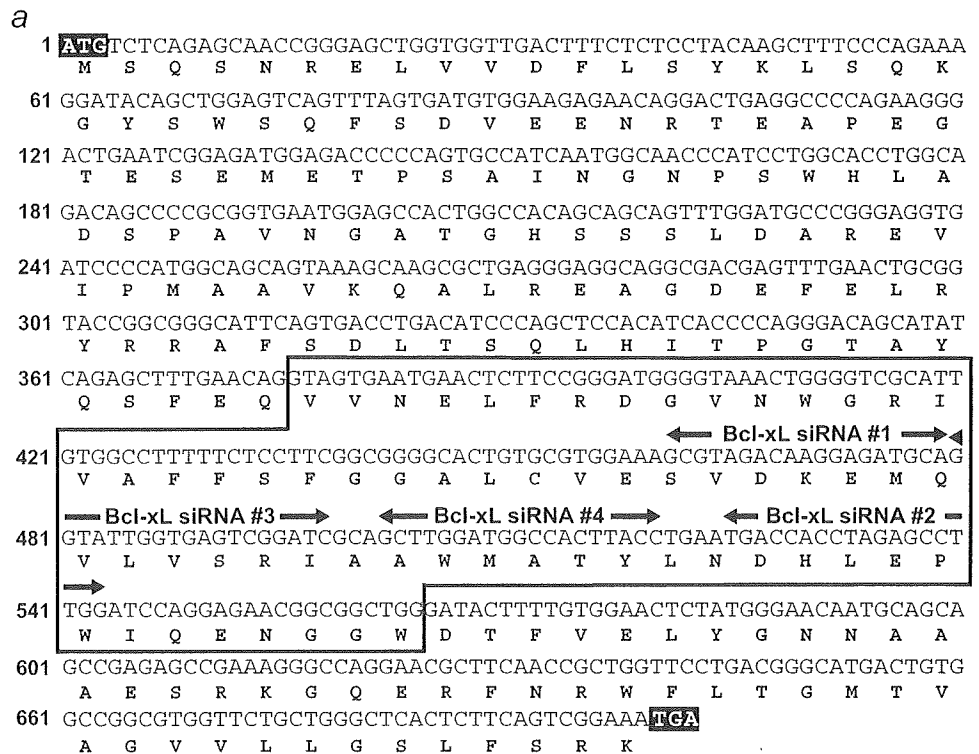 a
1 ATGTCTCAGAGCAACCGGGAGCTGGTGGTTGACTTTCTCTCCTACAAGCTTTCCCAGAAA
M S Q S N R E L V V D F L S Y K L S Q K
61 GGATACAGCTGGAGTCAGTTTAGTGATGTGGAAGAGAACAGGACTGAGGCCCCAGAAGGG
G Y S W S Q F S D V E E N R T E A P E G
121 ACTGAATCGGAGATGGAGACCCCCAGTGCCATCAATGGCAACCCATCCTGGCACCTGGCA
T E S E M E T P S A I N G N P S W H L A
181 GACAGCCCCGCGGTGAATGGAGCCACTGGCCACAGCAGCAGTTTGGATGCCCGGGAGGTG
D S P A V N G A T G H S S S L D A R E V
241 ATCCCCATGGCAGCAGTAAAGCAAGCGCTGAGGGAGGCAGGCGACGAGTTTGAACTGCGG
I P M A A V K Q A L R E A G D E F E L R
301 TACCGGCGGGCATTCAGTGACCTGACATCCCAGCTCCACATCACCCCAGGGACAGCATAT
Y R R A F S D L T S Q L H I T P G T A Y
361 CAGAGCTTTGAACAGGTAGTGAATGAACTCTTCCGGGATGGGGTAAACTGGGGTCGCATT
Q S F E Q V V N E L F R D G V N W G R I
Bcl-xL siRNA #1
421 GTGGCCTTTTTCTCCTTCGGCGGGGCACTGTGCGTGGAAAGCGTAGACAAGGAGATGCAG
V A F F S F G G A L C V E S V D K E M Q
Bcl-xL siRNA #3 Bcl-xL siRNA #4 Bcl-xL siRNA #2
481 GTATTGGTGAGTCGGATCGCAGCTTGGATGGCCACTTACCTGAATGACCACCTAGAGCCT
V L V S R I A A W M A T Y L N D H L E P
541 TGGATCCAGGAGAACGGCGGCTGGGATACTTTTGTGGAACTCTATGGGAACAATGCAGCA
W I Q E N G G W D T F V E L Y G N N A A
601 GCCGAGAGCCGAAAGGGCCAGGAACGCTTCAACCGCTGGTTCCTGACGGGCATGACTGTG
A E S R K G Q E R F N R W F L T G M T V
661 GCCGGCGTGGTTCTGCTGGGCTCACTCTTCAGTCGGAAATGA
A G V V L L G S L F S R K